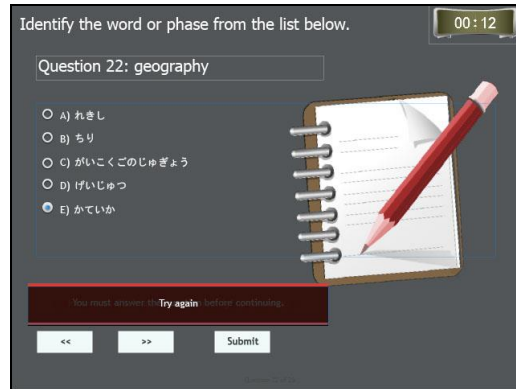 Identify the word or phase from the list below.
00:12
Question 22: geography
A) れきし
B) ちり
C) がいこくごのじゅぎょう
D) げいじゅつ
E) かていか
You must answer the before continuing.
Try again
<< >> Submit